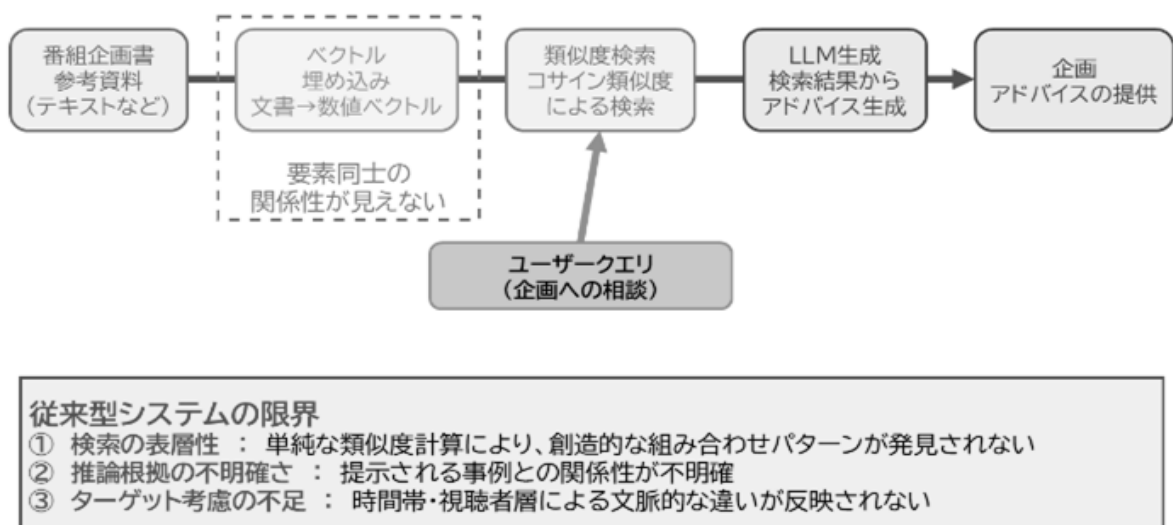 番組企画書
参考資料
(テキストなど)
ベクトル
埋め込み
文書→数値ベクトル
要素同士の
関係性が見えない
類似度検索
コサイン類似度
による検索
LLM生成
検索結果から
アドバイス生成
企画
アドバイスの提供
ユーザークエリ
(企画への相談)
従来型システムの限界
① 検索の表層性 : 単純な類似度計算により、創造的な組み合わせパターンが発見されない
② 推論根拠の不明確さ : 提示される事例との関係性が不明確
③ ターゲット考慮の不足 : 時間帯・視聴者層による文脈的な違いが反映されない